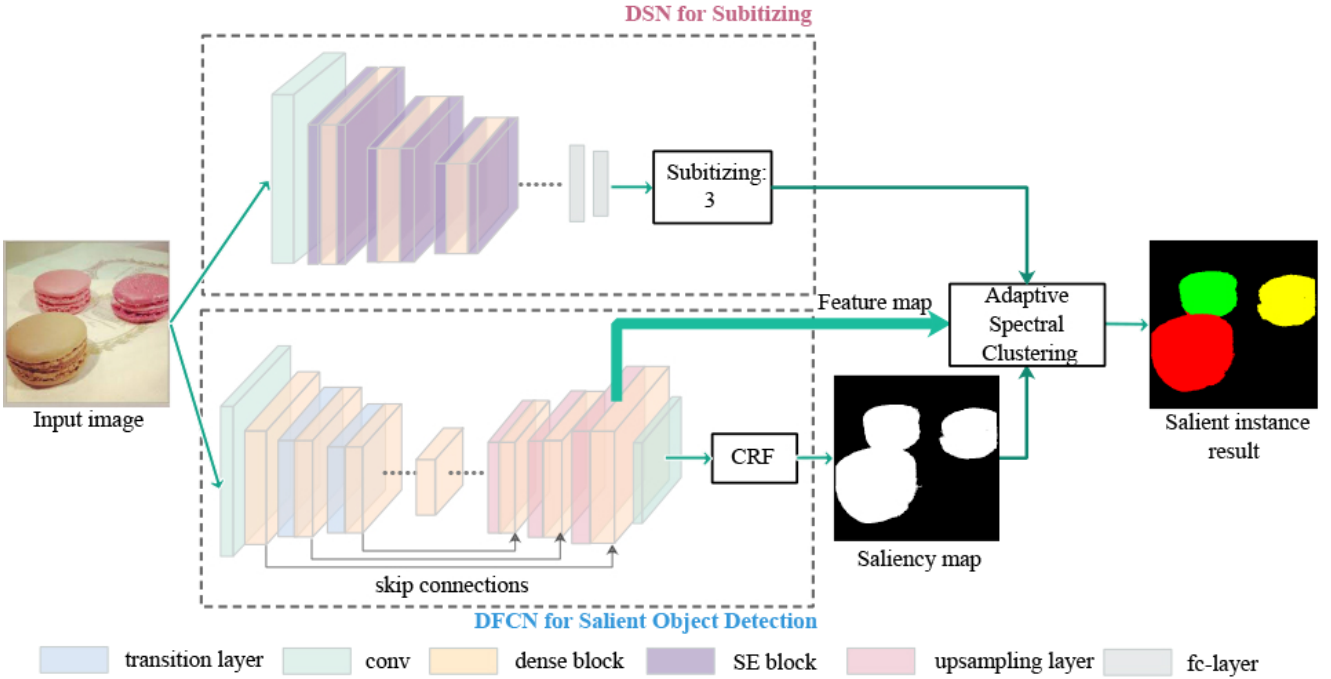 DSN for Subitizing
Subitizing:
3
Feature map
Adaptive
Spectral
Clustering
Input image
CRF
Salient instance
result
Saliency map
skip connections
DFCN for Salient Object Detection
transition layer
conv
dense block
SE block
upsampling layer
fc-layer